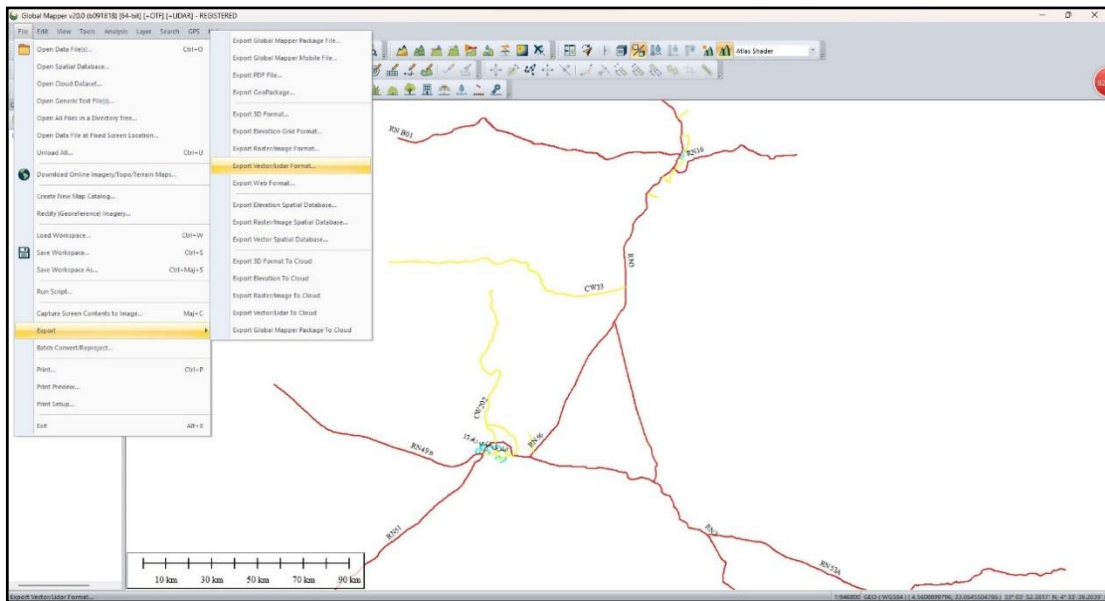 Global Mapper v20.0 (b091818) [64-bit] [+OTF] [+LIDAR] - REGISTERED
File Edit View Tools Analysis Layer Search GPS
Atlas Shader
Open Data File(s)... Ctrl+O
Open Spatial Database...
Open Cloud Dataset...
Open Generic Text File(s)...
Open All Files in a Directory Tree...
Open Data File at Fixed Screen Location...
Unload All... Ctrl+U
Download Online Imagery/Topo/Terrain Maps...
Create New Map Catalog...
Rectify (Georeference) Imagery...
Load Workspace... Ctrl+W
Save Workspace... Ctrl+S
Save Workspace As... Ctrl+Maj+S
Run Script...
Capture Screen Contents to Image... Maj+C
Export
Batch Convert/Reproject...
Print... Ctrl+P
Print Preview...
Print Setup...
Exit Alt+X
Export Global Mapper Package File...
Export Global Mapper Mobile File...
Export PDF File...
Export GeoPackage...
Export 3D Format...
Export Elevation Grid Format...
Export Raster/Image Format...
Export Vector/Lidar Format...
Export Web Format...
Export Elevation Spatial Database...
Export Raster/Image Spatial Database...
Export Vector Spatial Database...
Export 3D Format To Cloud
Export Elevation To Cloud
Export Raster/Image To Cloud
Export Vector/Lidar To Cloud
Export Global Mapper Package To Cloud
RN B01
RN16
RN3
CW33
CW202
RN49a
RN51
RN53A
10 km 30 km 50 km 70 km 90 km
Export Vector/Lidar Format...